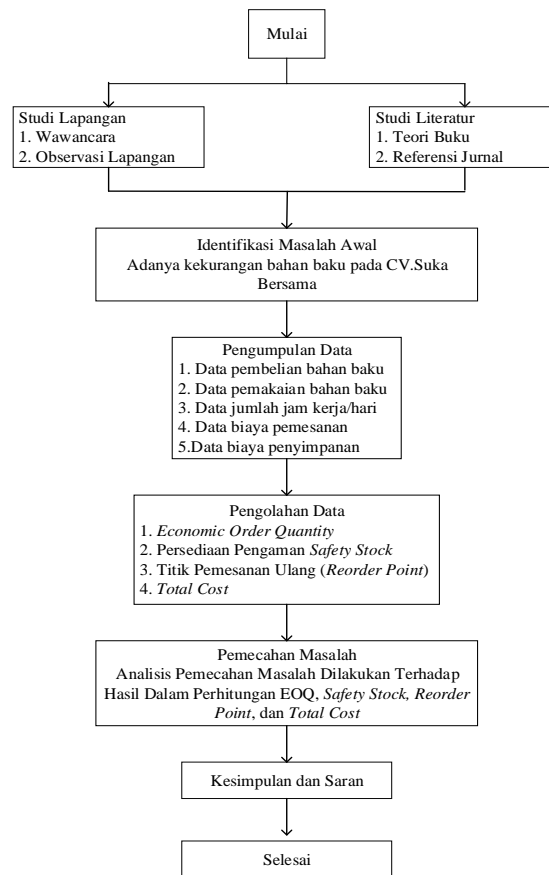 Mulai
Studi Lapangan
1. Wawancara
2. Observasi Lapangan
Studi Literatur
1. Teori Buku
2. Referensi Jurnal
Identifikasi Masalah Awal
Adanya kekurangan bahan baku pada CV.Suka
Bersama
Pengumpulan Data
1. Data pembelian bahan baku
2. Data pemakaian bahan baku
3. Data jumlah jam kerja/hari
4. Data biaya pemesanan
5.Data biaya penyimpanan
Pengolahan Data
1. Economic Order Quantity
2. Persediaan Pengaman Safety Stock
3. Titik Pemesanan Ulang (Reorder Point)
4. Total Cost
Pemecahan Masalah
Analisis Pemecahan Masalah Dilakukan Terhadap
Hasil Dalam Perhitungan EOQ, Safety Stock, Reorder
Point, dan Total Cost
Kesimpulan dan Saran
Selesai